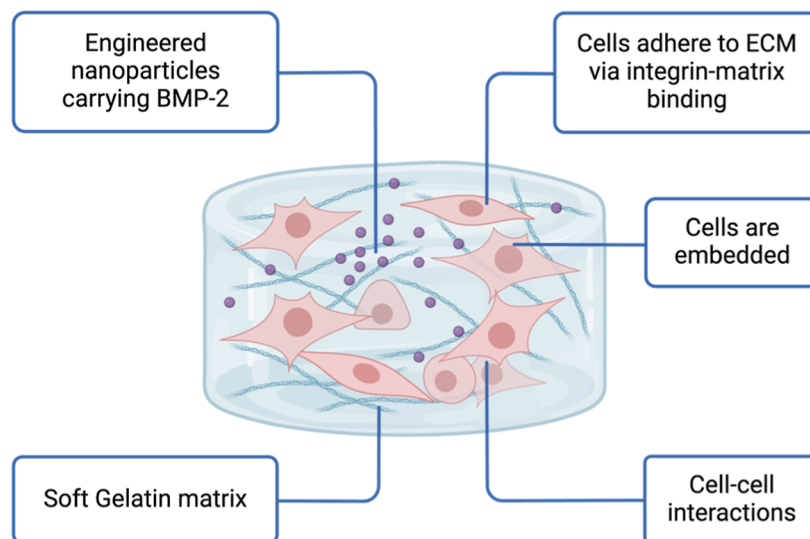 Engineered
nanoparticles
carrying BMP-2
Cells adhere to ECM
via integrin-matrix
binding
Cells are
embedded
Soft Gelatin matrix
Cell-cell
interactions